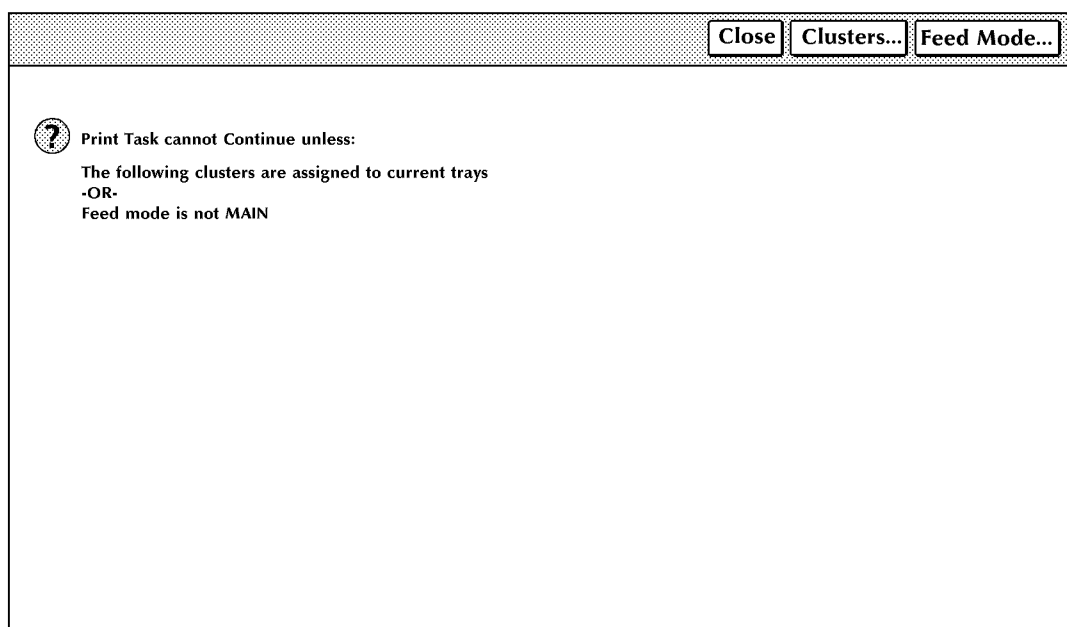 Close Clusters... Feed Mode...
? Print Task cannot Continue unless:
The following clusters are assigned to current trays
-OR-
Feed mode is not MAIN